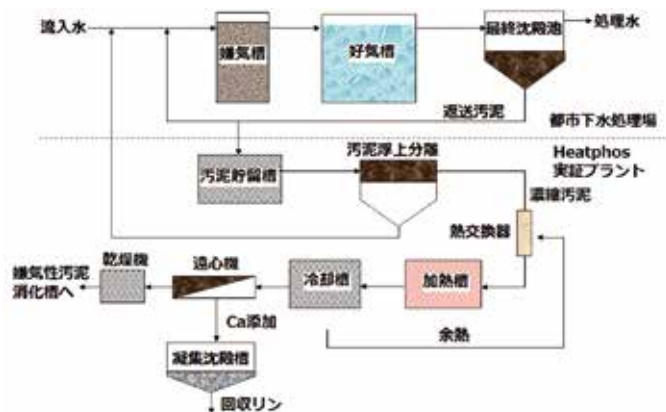 流入水
嫌気槽
好気槽
最終沈殿池
処理水
返送汚泥
都市下水処理場
汚泥浮上分離
Heatphos
実証プラント
汚泥貯留槽
濃縮汚泥
熱交換器
嫌気性汚泥
消化槽へ
乾燥機
遠心機
冷却槽
加熱槽
Ca添加
余熱
凝集沈殿槽
回収リン